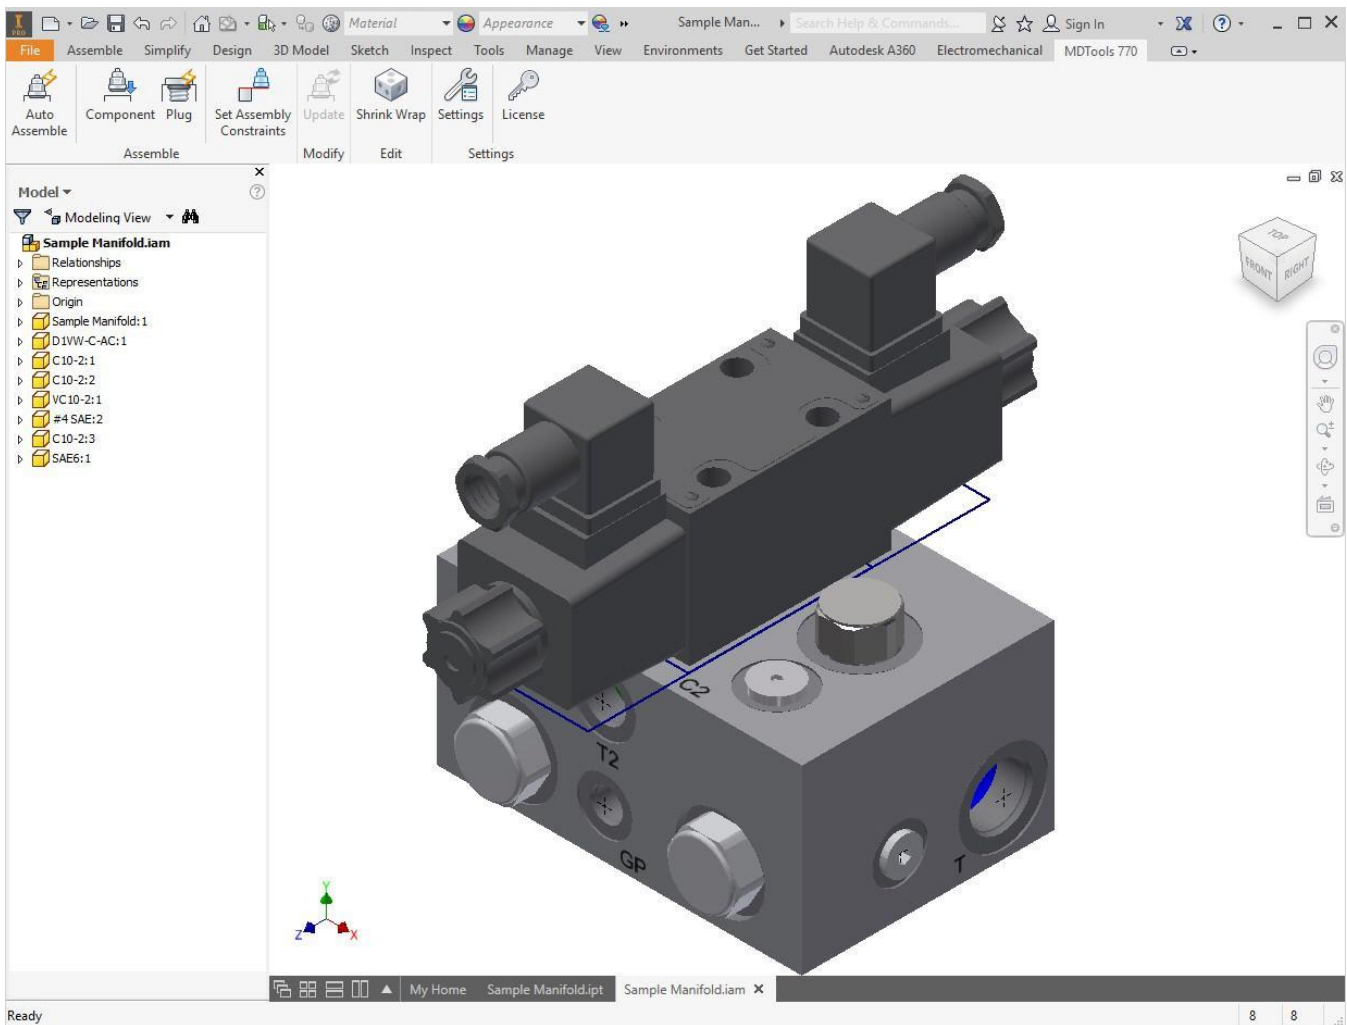 PRO
Material
Appearance
Sample Man...
Search Help & Commands...
Sign In
File Assemble Simplify Design 3D Model Sketch Inspect Tools Manage View Environments Get Started Autodesk A360 Electromechanical MDTools 770
Auto Assemble
Component
Plug
Set Assembly Constraints
Update
Shrink Wrap
Settings
License
Assemble Modify Edit Settings
Model
Modeling View
Sample Manifold.iam
Relationships
Representations
Origin
Sample Manifold:1
D1VW-C-AC:1
C10-2:1
C10-2:2
VC10-2:1
#4 SAE:2
C10-2:3
SAE6:1
TOP
FRONT RIGHT
C2
T2
GP
T
Y
Z X
My Home Sample Manifold.ipt Sample Manifold.iam
Ready 8 8